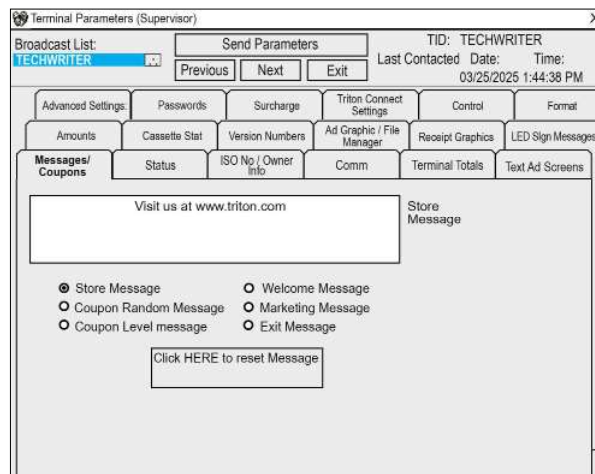 Terminal Parameters (Supervisor)
X
Broadcast List:
TECHWRITER
Send Parameters
Previous
Next
Exit
TID: TECHWRITER
Last Contacted Date: Time:
03/25/2025 1:44:38 PM
Advanced Settings:
Passwords
Surcharge
Triton Connect
Settings
Control
Format
Amounts
Cassette Stat
Version Numbers
Ad Graphic / File
Manager
Receipt Graphics
LED Sign Messages
Messages/
Coupons
Status
ISO No / Owner
Info
Comm
Terminal Totals
Text Ad Screens
Visit us at www.triton.com
Store
Message
Store Message
Welcome Message
Coupon Random Message
Marketing Message
Coupon Level message
Exit Message
Click HERE to reset Message